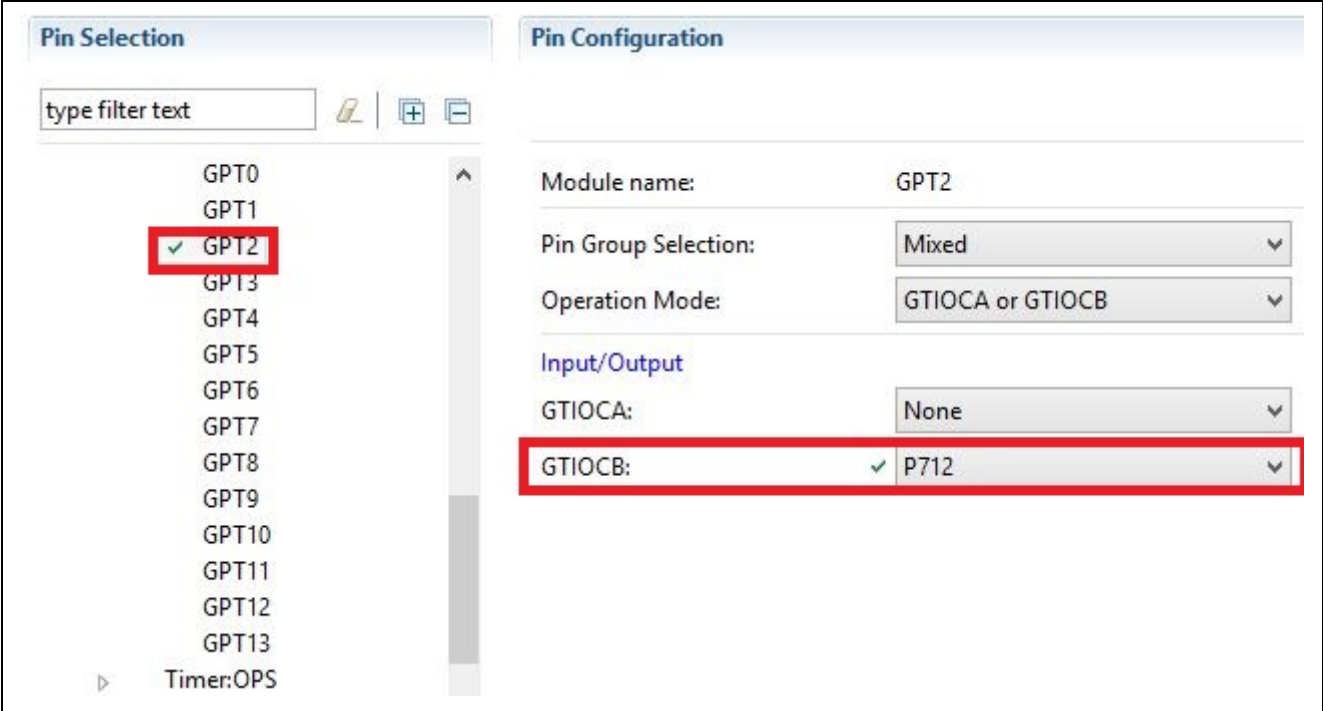 Pin Selection
type filter text
GPT0
GPT1
GPT2
GPT3
GPT4
GPT5
GPT6
GPT7
GPT8
GPT9
GPT10
GPT11
GPT12
GPT13
Timer:OPS
Pin Configuration
Module name: GPT2
Pin Group Selection: Mixed
Operation Mode: GTIOCA or GTIOCB
Input/Output
GTIOCA: None
GTIOCB: P712